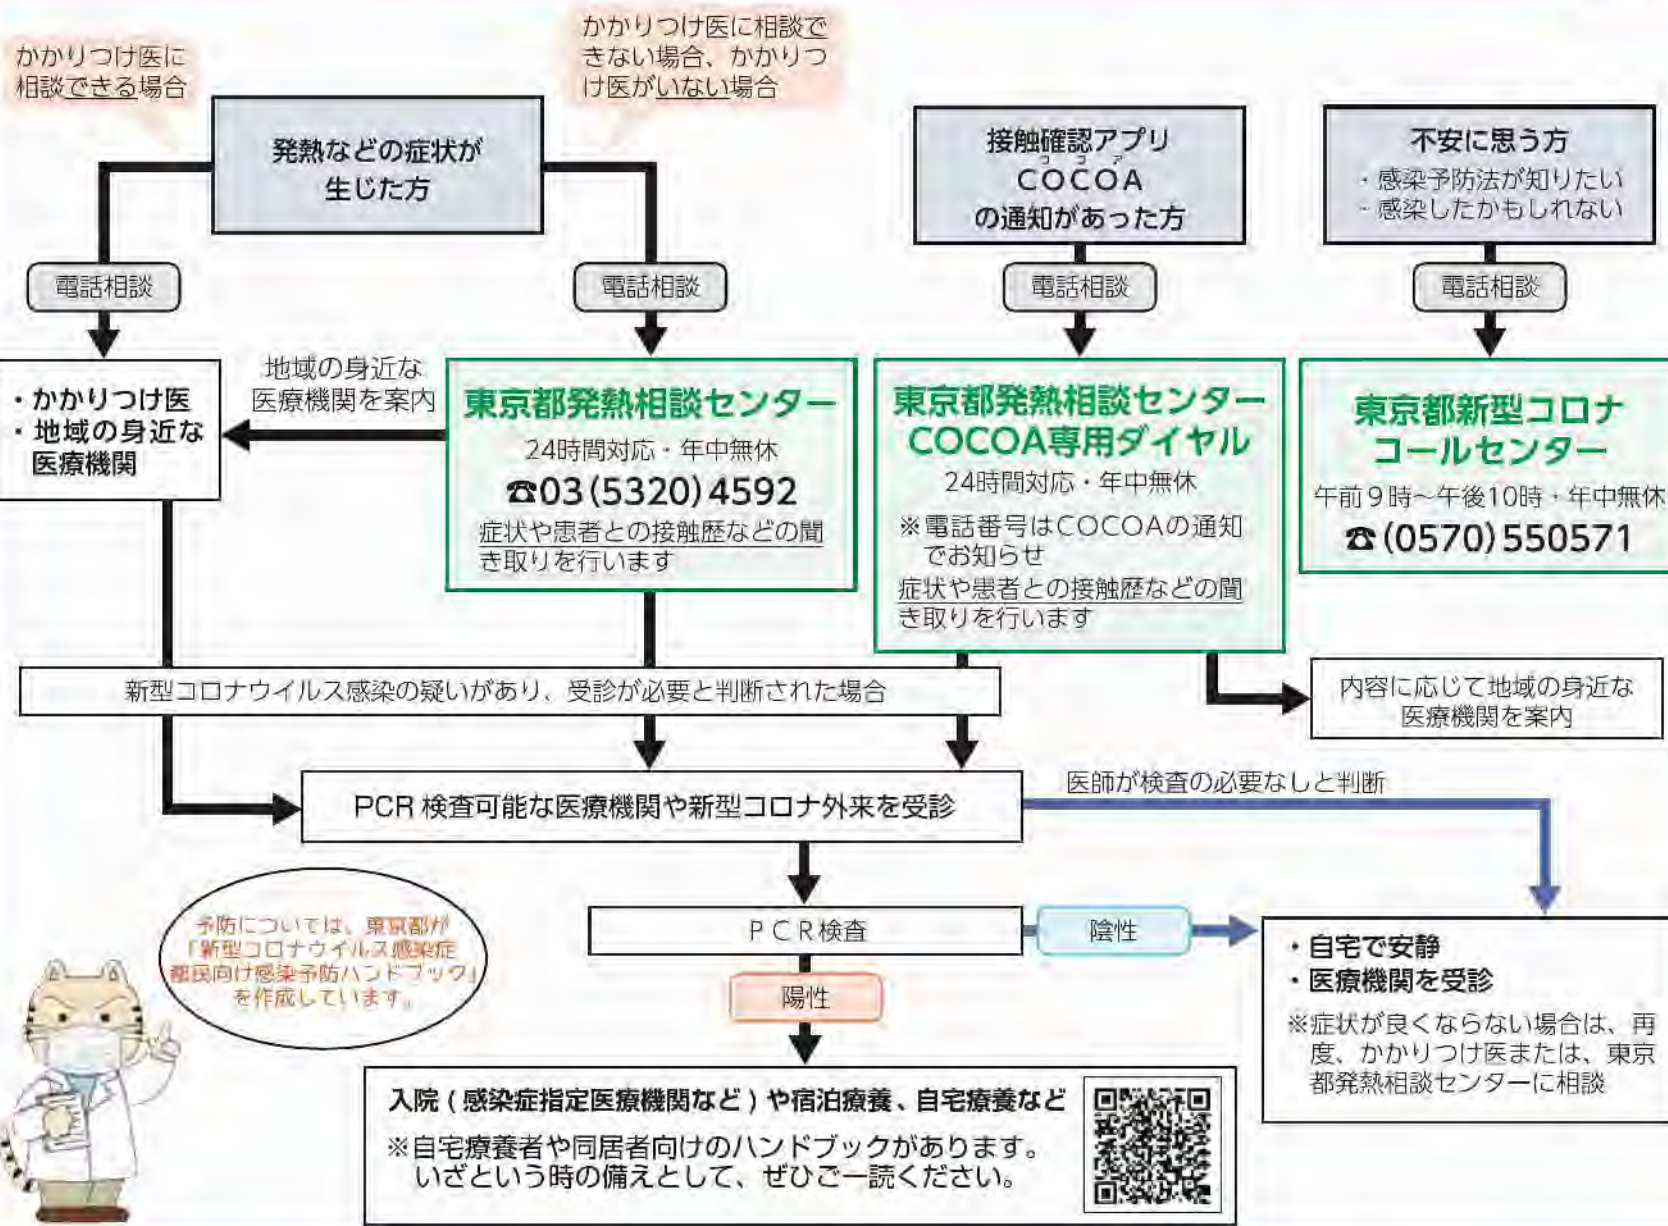 かかりつけ医に
相談できる場合
かかりつけ医に相談で
きない場合、かかりつ
け医がいない場合
発熱などの症状が
生じた方
接触確認アプリ
ココア
COCOA
の通知があった方
不安に思う方
・感染予防法が知りたい
・感染したかもしれない
電話相談
電話相談
電話相談
電話相談
・かかりつけ医
・地域の身近な
医療機関
地域の身近な
医療機関を案内
東京都発熱相談センター
24時間対応・年中無休
☎03(5320)4592
症状や患者との接触歴などの聞
き取りを行います
東京都発熱相談センター
COCOA専用ダイヤル
24時間対応・年中無休
※電話番号はCOCOAの通知
でお知らせ
症状や患者との接触歴などの聞
き取りを行います
東京都新型コロナ
コールセンター
午前9時～午後10時・年中無休
☎(0570)550571
新型コロナウイルス感染の疑いがあり、受診が必要と判断された場合
内容に応じて地域の身近な
医療機関を案内
PCR検査可能な医療機関や新型コロナ外来を受診
医師が検査の必要なしと判断
PCR検査
陰性
陽性
・自宅で安静
・医療機関を受診
※症状が良くならない場合は、再
度、かかりつけ医または、東京
都発熱相談センターに相談
予防については、東京都が
「新型コロナウイルス感染症
都民向け感染予防ハンドブック」
を作成しています。
入院(感染症指定医療機関など)や宿泊療養、自宅療養など
※自宅療養者や同居者向けのハンドブックがあります。
いざという時の備えとして、ぜひご一読ください。